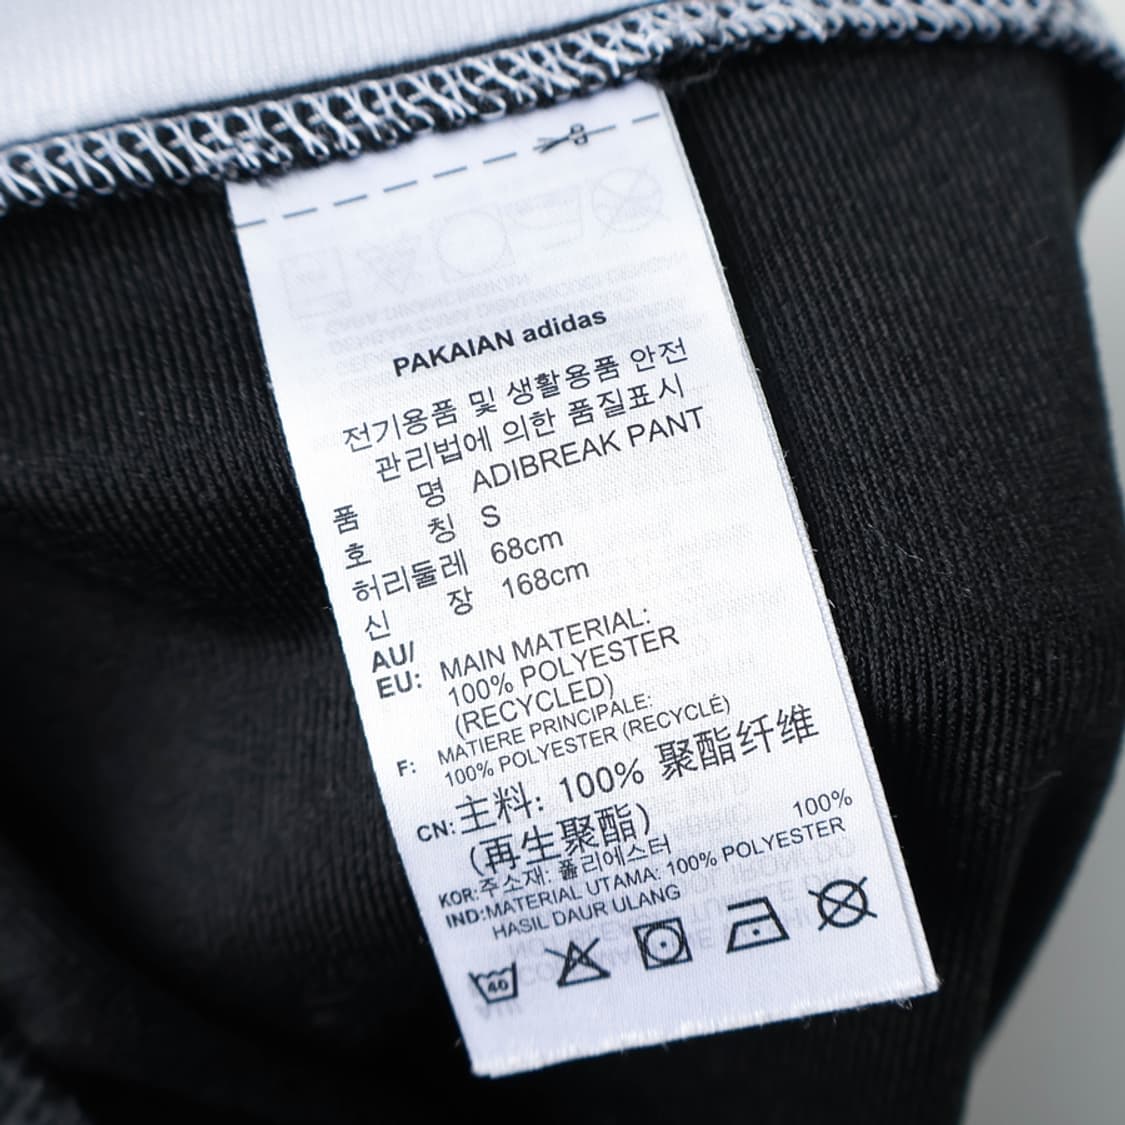 PAKAIAN adidas
전기용품 및 생활용품 안전
관리법에 의한 품질표시
품 명 ADIBREAK PANT
호 칭 S
허리둘레 68cm
신 장 168cm
AU/
EU: MAIN MATERIAL:
100% POLYESTER
(RECYCLED)
F: MATIERE PRINCIPALE:
100% POLYESTER (RECYCLÉ)
CN: 主料: 100% 聚酯纤维
(再生聚酯)
KOR: 주소재: 폴리에스터 100%
IND: MATERIAL UTAMA: 100% POLYESTER
HASIL DAUR ULANG
40